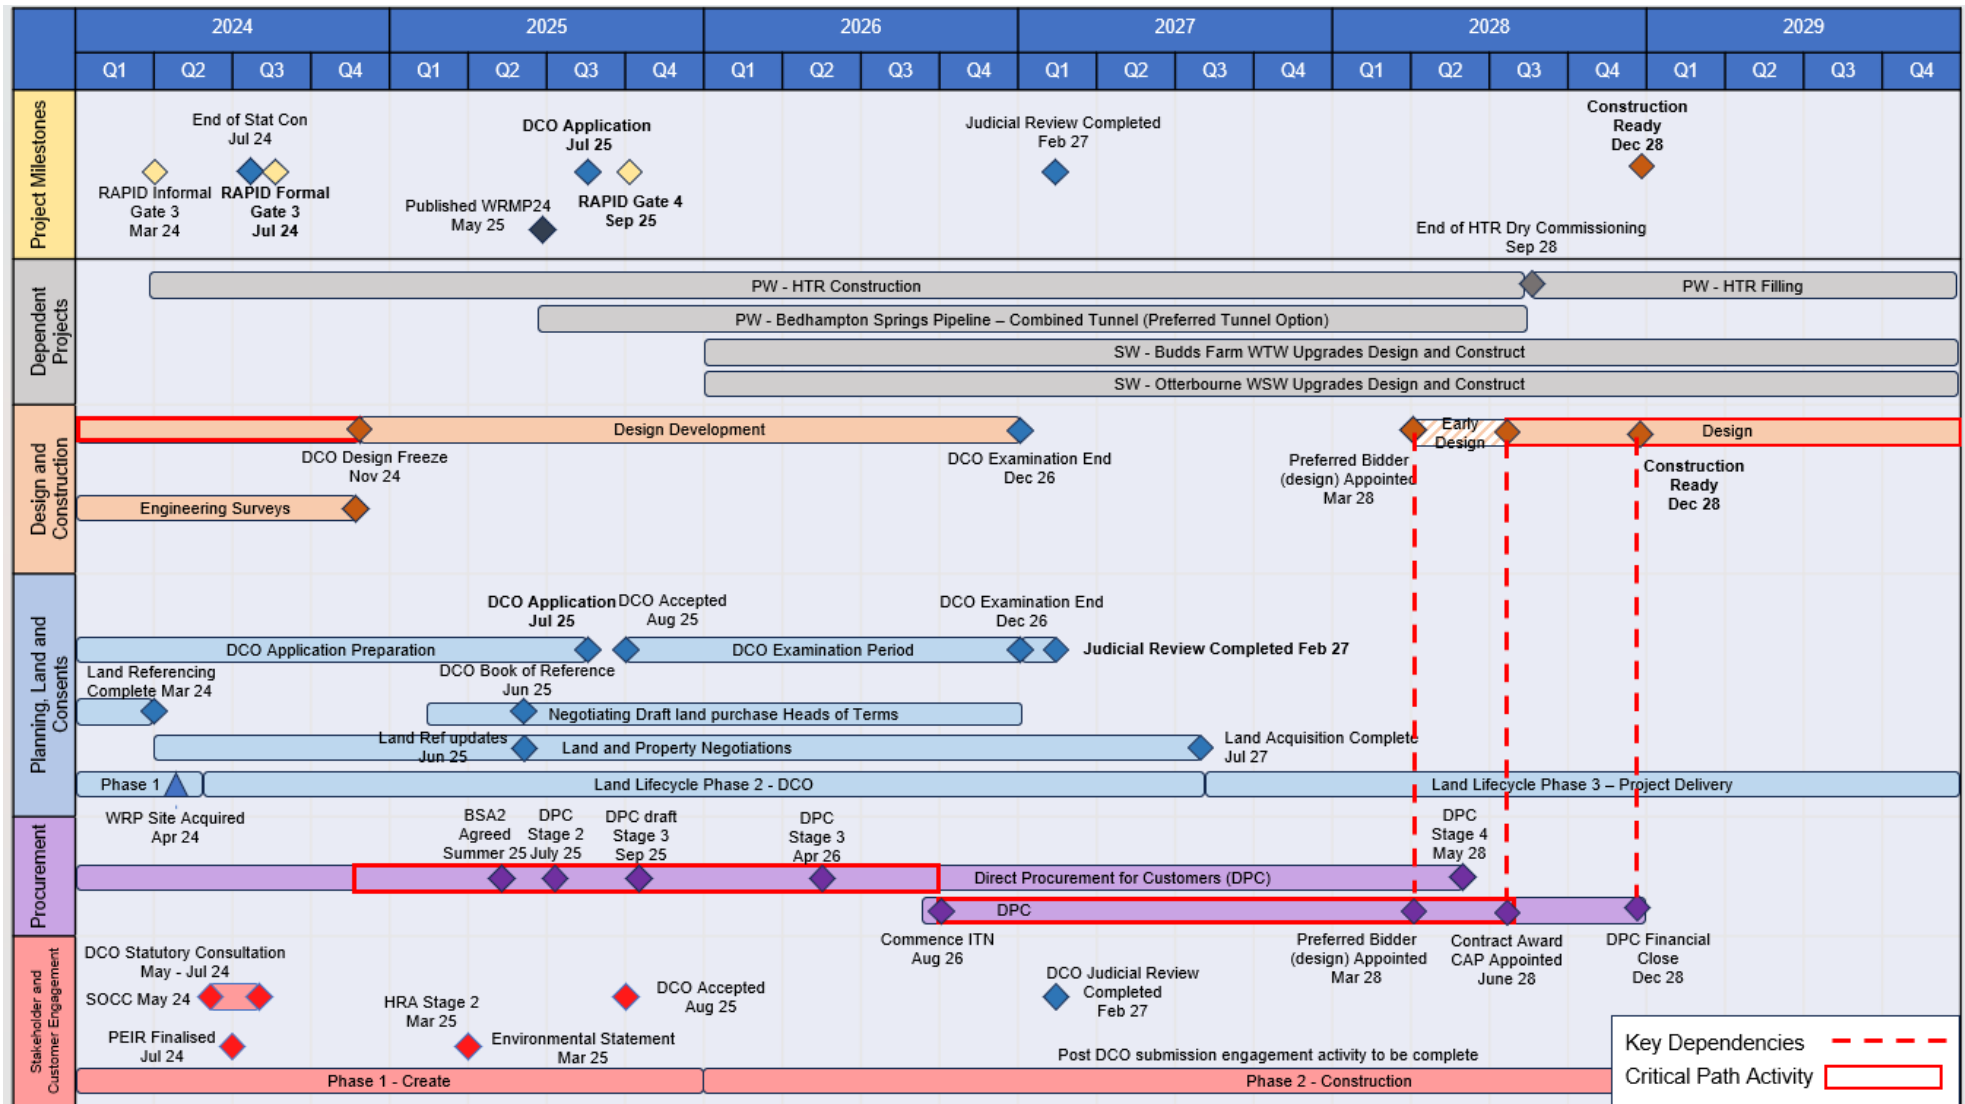 2024
2025
2026
2027
2028
2029
Q1 Q2 Q3 Q4 Q1 Q2 Q3 Q4 Q1 Q2 Q3 Q4 Q1 Q2 Q3 Q4 Q1 Q2 Q3 Q4 Q1 Q2 Q3 Q4
Project Milestones
End of Stat Con
Jul 24
RAPID Informal
Gate 3
Mar 24
RAPID Formal
Gate 3
Jul 24
DCO Application
Jul 25
Published WRMP24
May 25
RAPID Gate 4
Sep 25
Judicial Review Completed
Feb 27
Construction
Ready
Dec 28
End of HTR Dry Commissioning
Sep 28
Dependent
Projects
PW - HTR Construction
PW - HTR Filling
PW - Bedhampton Springs Pipeline – Combined Tunnel (Preferred Tunnel Option)
SW - Budds Farm WTW Upgrades Design and Construct
SW - Otterbourne WSW Upgrades Design and Construct
Design and
Construction
Design Development
Early
Design
Design
DCO Design Freeze
Nov 24
DCO Examination End
Dec 26
Preferred Bidder
(design) Appointed
Mar 28
Construction
Ready
Dec 28
Engineering Surveys
Planning, Land and
Consents
DCO Application
Jul 25
DCO Accepted
Aug 25
DCO Examination End
Dec 26
DCO Application Preparation
DCO Examination Period
Judicial Review Completed Feb 27
Land Referencing
Complete Mar 24
DCO Book of Reference
Jun 25
Negotiating Draft land purchase Heads of Terms
Land Ref updates
Jun 25
Land and Property Negotiations
Land Acquisition Complete
Jul 27
Phase 1
Land Lifecycle Phase 2 - DCO
Land Lifecycle Phase 3 – Project Delivery
WRP Site Acquired
Apr 24
Procurement
BSA2
Agreed
Summer 25
DPC
Stage 2
July 25
DPC draft
Stage 3
Sep 25
DPC
Stage 3
Apr 26
DPC
Stage 4
May 28
Direct Procurement for Customers (DPC)
DPC
Commence ITN
Aug 26
Preferred Bidder
(design) Appointed
Mar 28
Contract Award
CAP Appointed
June 28
DPC Financial
Close
Dec 28
Stakeholder and
Customer Engagement
DCO Statutory Consultation
May - Jul 24
SOCC May 24
PEIR Finalised
Jul 24
HRA Stage 2
Mar 25
Environmental Statement
Mar 25
DCO Accepted
Aug 25
DCO Judicial Review
Completed
Feb 27
Post DCO submission engagement activity to be complete
Phase 1 - Create
Phase 2 - Construction
Key Dependencies
Critical Path Activity